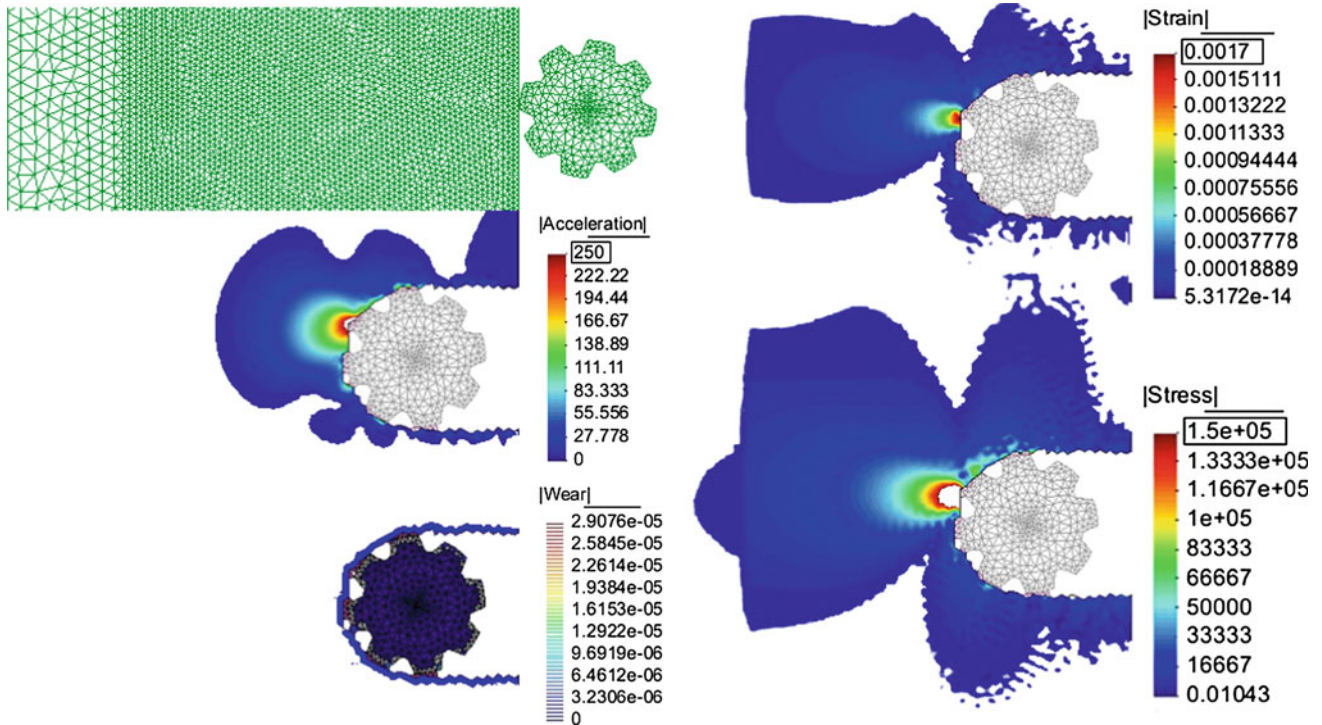 |Strain|
0.0017
0.0015111
0.0013222
0.0011333
0.00094444
0.00075556
0.00056667
0.00037778
0.00018889
5.3172e-14
|Acceleration|
250
222.22
194.44
166.67
138.89
111.11
83.333
55.556
27.778
0
|Wear|
2.9076e-05
2.5845e-05
2.2614e-05
1.9384e-05
1.6153e-05
1.2922e-05
9.6919e-06
6.4612e-06
3.2306e-06
0
|Stress|
1.5e+05
1.3333e+05
1.1667e+05
1e+05
83333
66667
50000
33333
16667
0.01043